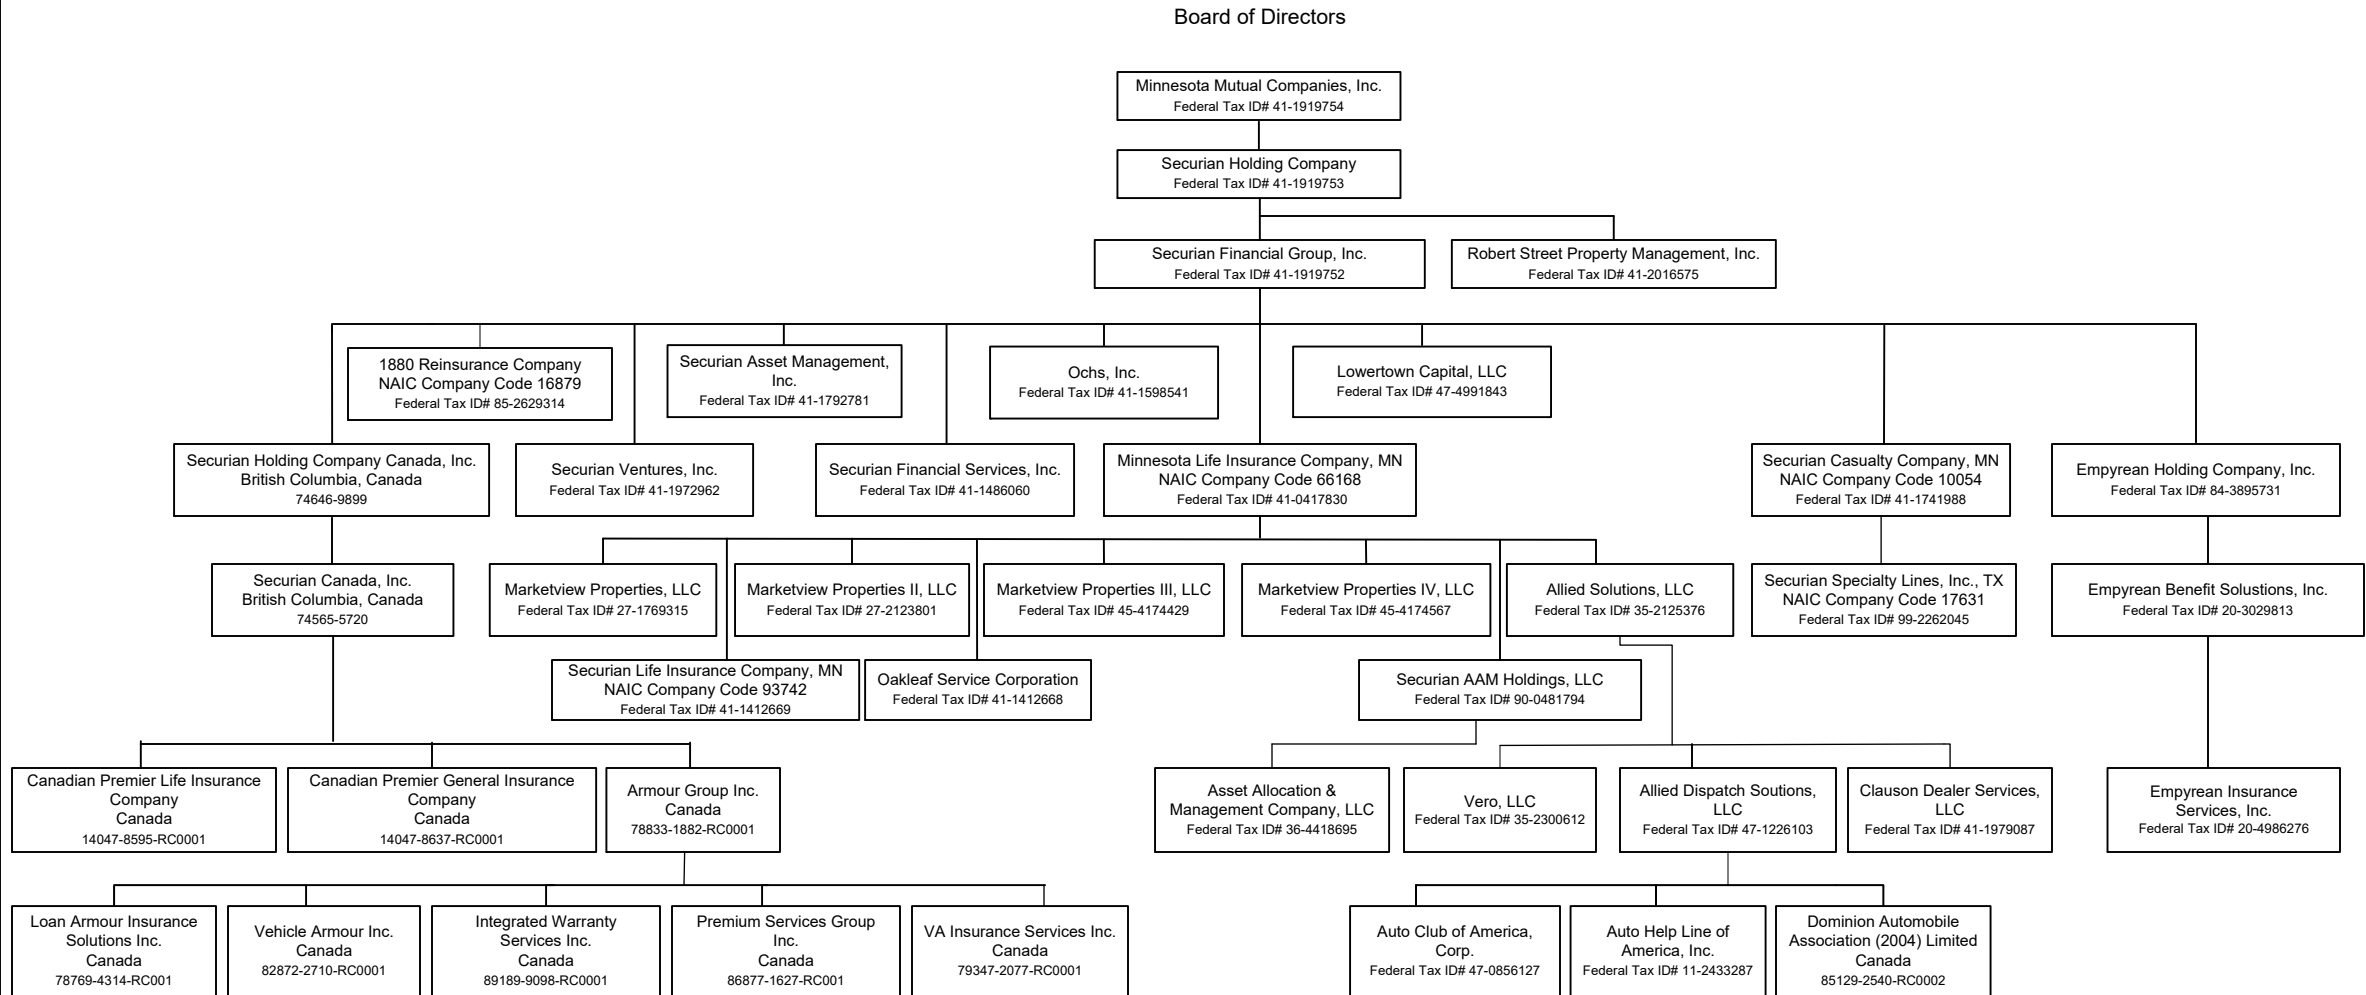 Board of Directors
Minnesota Mutual Companies, Inc.
Federal Tax ID# 41-1919754
Securian Holding Company
Federal Tax ID# 41-1919753
Securian Financial Group, Inc.
Federal Tax ID# 41-1919752
Robert Street Property Management, Inc.
Federal Tax ID# 41-2016575
1880 Reinsurance Company
NAIC Company Code 16879
Federal Tax ID# 85-2629314
Securian Asset Management,
Inc.
Federal Tax ID# 41-1792781
Ochs, Inc.
Federal Tax ID# 41-1598541
Lowertown Capital, LLC
Federal Tax ID# 47-4991843
Securian Holding Company Canada, Inc.
British Columbia, Canada
74646-9899
Securian Ventures, Inc.
Federal Tax ID# 41-1972962
Securian Financial Services, Inc.
Federal Tax ID# 41-1486060
Minnesota Life Insurance Company, MN
NAIC Company Code 66168
Federal Tax ID# 41-0417830
Securian Casualty Company, MN
NAIC Company Code 10054
Federal Tax ID# 41-1741988
Empyrean Holding Company, Inc.
Federal Tax ID# 84-3895731
Securian Canada, Inc.
British Columbia, Canada
74565-5720
Marketview Properties, LLC
Federal Tax ID# 27-1769315
Marketview Properties II, LLC
Federal Tax ID# 27-2123801
Marketview Properties III, LLC
Federal Tax ID# 45-4174429
Marketview Properties IV, LLC
Federal Tax ID# 45-4174567
Allied Solutions, LLC
Federal Tax ID# 35-2125376
Securian Specialty Lines, Inc., TX
NAIC Company Code 17631
Federal Tax ID# 99-2262045
Empyrean Benefit Solustions, Inc.
Federal Tax ID# 20-3029813
Securian Life Insurance Company, MN
NAIC Company Code 93742
Federal Tax ID# 41-1412669
Oakleaf Service Corporation
Federal Tax ID# 41-1412668
Securian AAM Holdings, LLC
Federal Tax ID# 90-0481794
Canadian Premier Life Insurance
Company
Canada
14047-8595-RC0001
Canadian Premier General Insurance
Company
Canada
14047-8637-RC0001
Armour Group Inc.
Canada
78833-1882-RC0001
Asset Allocation &
Management Company, LLC
Federal Tax ID# 36-4418695
Vero, LLC
Federal Tax ID# 35-2300612
Allied Dispatch Soutions,
LLC
Federal Tax ID# 47-1226103
Clauson Dealer Services,
LLC
Federal Tax ID# 41-1979087
Empyrean Insurance
Services, Inc.
Federal Tax ID# 20-4986276
Loan Armour Insurance
Solutions Inc.
Canada
78769-4314-RC001
Vehicle Armour Inc.
Canada
82872-2710-RC0001
Integrated Warranty
Services Inc.
Canada
89189-9098-RC0001
Premium Services Group
Inc.
Canada
86877-1627-RC001
VA Insurance Services Inc.
Canada
79347-2077-RC0001
Auto Club of America,
Corp.
Federal Tax ID# 47-0856127
Auto Help Line of
America, Inc.
Federal Tax ID# 11-2433287
Dominion Automobile
Association (2004) Limited
Canada
85129-2540-RC0002